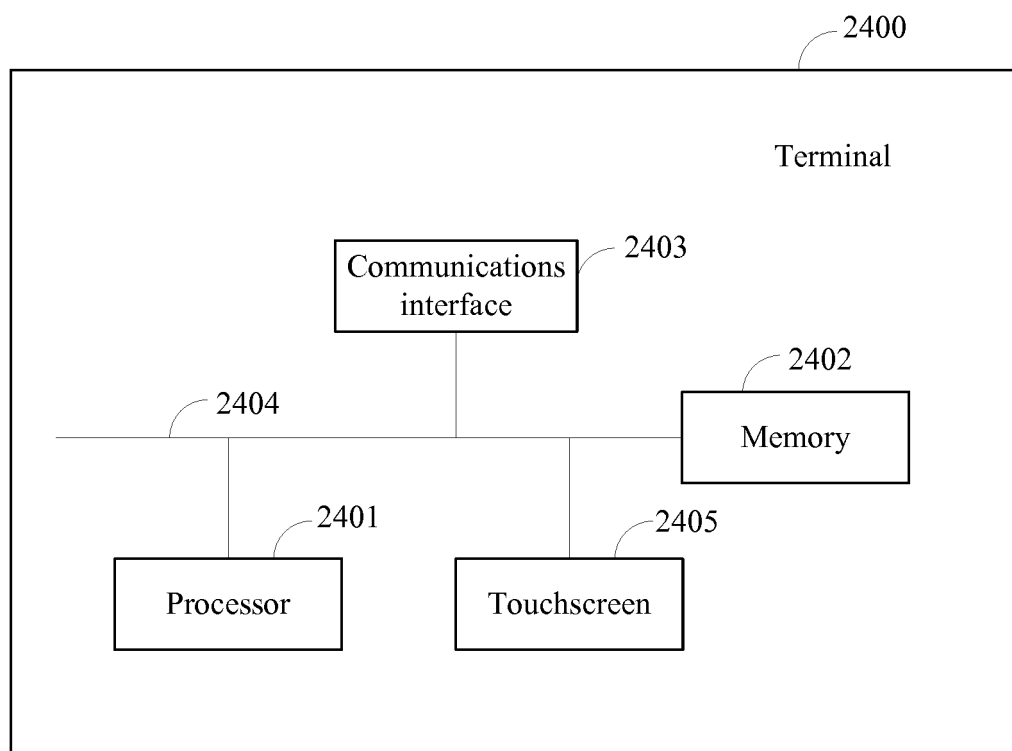 2400
Terminal
2403
Communications
interface
2402
2404
Memory
2401
2405
Processor
Touchscreen